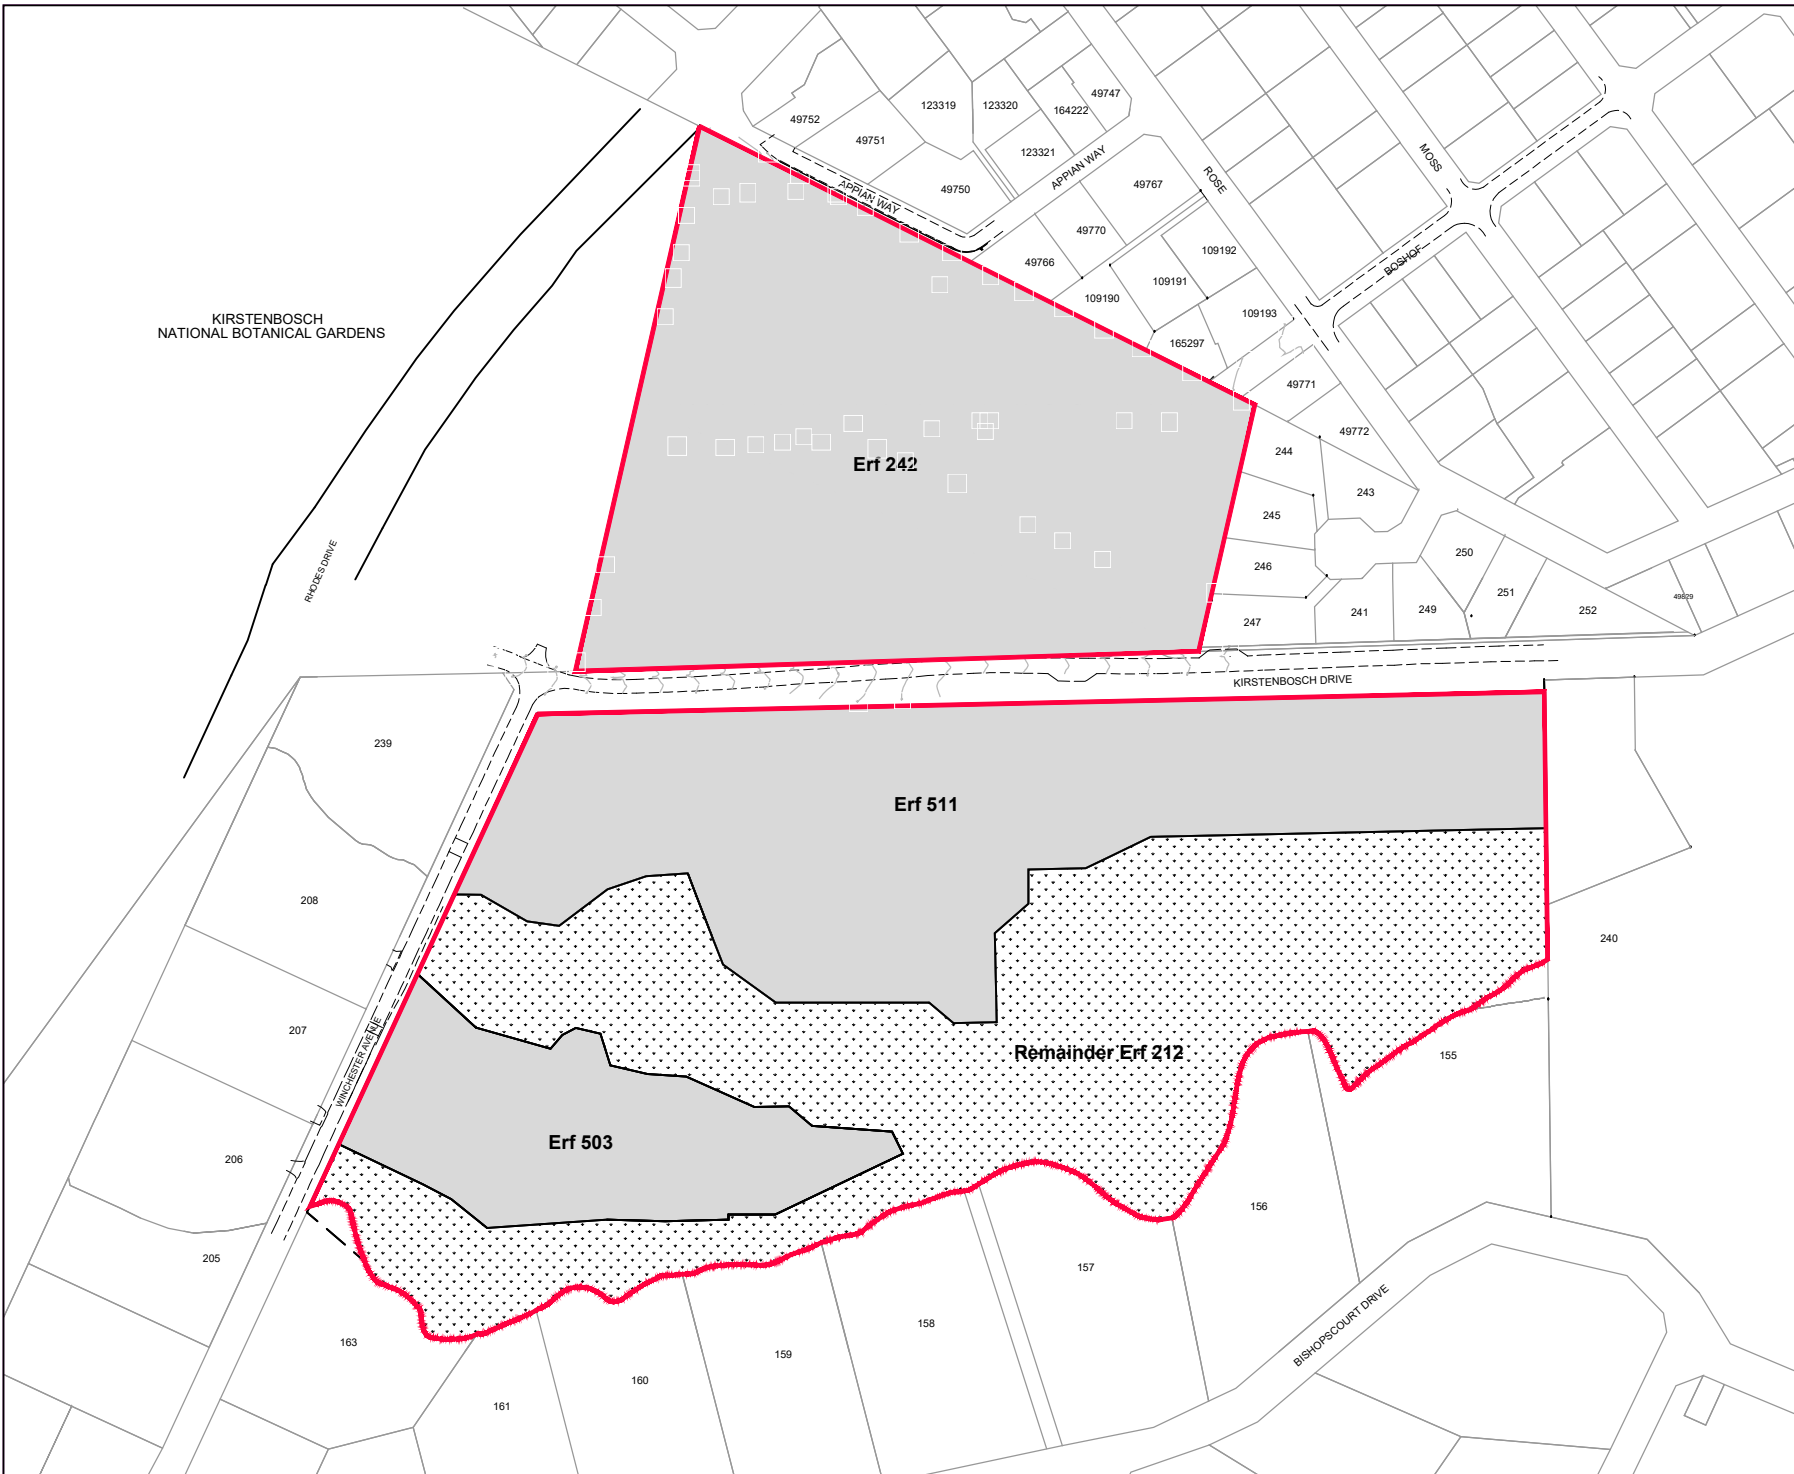 49747
123319
123320
164222
49752
49751
123321
APPIAN WAY
MOSS
ROSE
49750
APPIAN WAY
49767
49770
109192
BOSHOF
49766
109191
109190
109193
KIRSTENBOSCH
NATIONAL BOTANICAL GARDENS
165297
49771
49772
244
Erf 242
243
245
250
246
RHODES DRIVE
251
49829
241
249
252
247
KIRSTENBOSCH DRIVE
239
Erf 511
208
240
207
WINCHESTER AVENUE
Remainder Erf 212
155
Erf 503
206
156
205
157
BISHOPSCOURT DRIVE
158
163
159
160
161